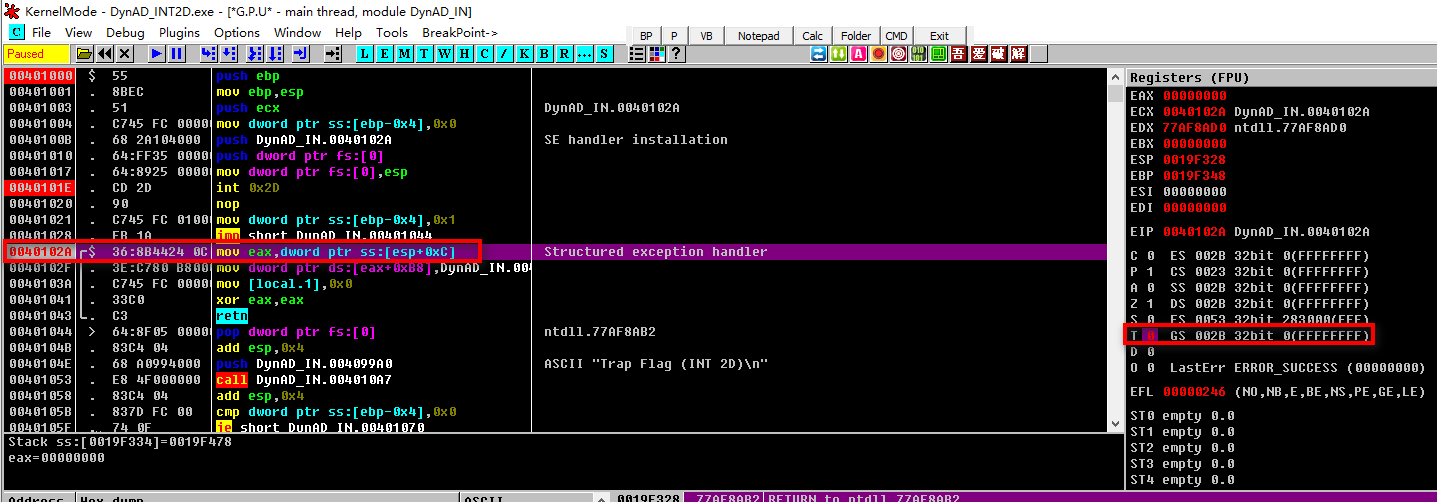 KernelMode - DynAD_INT2D.exe - [*G.P.U* - main thread, module DynAD_IN]
C File View Debug Plugins Options Window Help Tools BreakPoint->
BP P VB Notepad Calc Folder CMD Exit
Paused L E M T W H C / K B R ... S ? A 吾 爱 破 解
00401000 $ 55 push ebp
00401001 . 8BEC mov ebp,esp
00401003 . 51 push ecx DynAD_IN.0040102A
00401004 . C745 FC 00000 mov dword ptr ss:[ebp-0x4],0x0
0040100B . 68 2A104000 push DynAD_IN.0040102A SE handler installation
00401010 . 64:FF35 00000 push dword ptr fs:[0]
00401017 . 64:8925 00000 mov dword ptr fs:[0],esp
0040101E . CD 2D int 0x2D
00401020 . 90 nop
00401021 . C745 FC 01000 mov dword ptr ss:[ebp-0x4],0x1
00401028 . EB 1A jmp short DynAD_IN.00401044
0040102A $ 36:8B4424 0C mov eax,dword ptr ss:[esp+0xC] Structured exception handler
0040102F . 3E:C780 B8000 mov dword ptr ds:[eax+0xB8],DynAD_IN.004
0040103A . C745 FC 00000 mov [local.1],0x0
00401041 . 33C0 xor eax,eax
00401043 . C3 retn
00401044 > 64:8F05 00000 pop dword ptr fs:[0] ntdll.77AF8AB2
0040104B . 83C4 04 add esp,0x4
0040104E . 68 A0994000 push DynAD_IN.004099A0 ASCII "Trap Flag (INT 2D)\n"
00401053 . E8 4F000000 call DynAD_IN.004010A7
00401058 . 83C4 04 add esp,0x4
0040105B . 837D FC 00 cmp dword ptr ss:[ebp-0x4],0x0
0040105F . 74 0F je short DynAD_IN.00401070
Stack ss:[0019F334]=0019F478
eax=00000000
Registers (FPU)
EAX 00000000
ECX 0040102A DynAD_IN.0040102A
EDX 77AF8AD0 ntdll.77AF8AD0
EBX 00000000
ESP 0019F328
EBP 0019F348
ESI 00000000
EDI 00000000
EIP 0040102A DynAD_IN.0040102A
C 0 ES 002B 32bit 0(FFFFFFFF)
P 1 CS 0023 32bit 0(FFFFFFFF)
A 0 SS 002B 32bit 0(FFFFFFFF)
Z 1 DS 002B 32bit 0(FFFFFFFF)
S 0 FS 0053 32bit 283000(FFF)
T 0 GS 002B 32bit 0(FFFFFFFF)
D 0
O 0 LastErr ERROR_SUCCESS (00000000)
EFL 00000246 (NO,NB,E,BE,NS,PE,GE,LE)
ST0 empty 0.0
ST1 empty 0.0
ST2 empty 0.0
ST3 empty 0.0
ST4 empty 0.0
Address Hex dump ASCII 0019F328 77AF8AB2 RETURN to ntdll.77AF8AB2